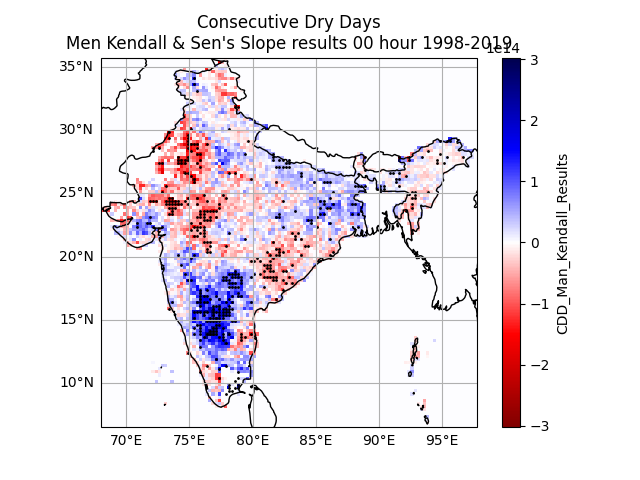 Consecutive Dry Days
Men Kendall & Sen's Slope results 00 hour 1998-2019
1e14
35°N
30°N
25°N
20°N
15°N
10°N
70°E 75°E 80°E 85°E 90°E 95°E
3
2
1
0
−1
−2
−3
CDD_Man_Kendall_Results